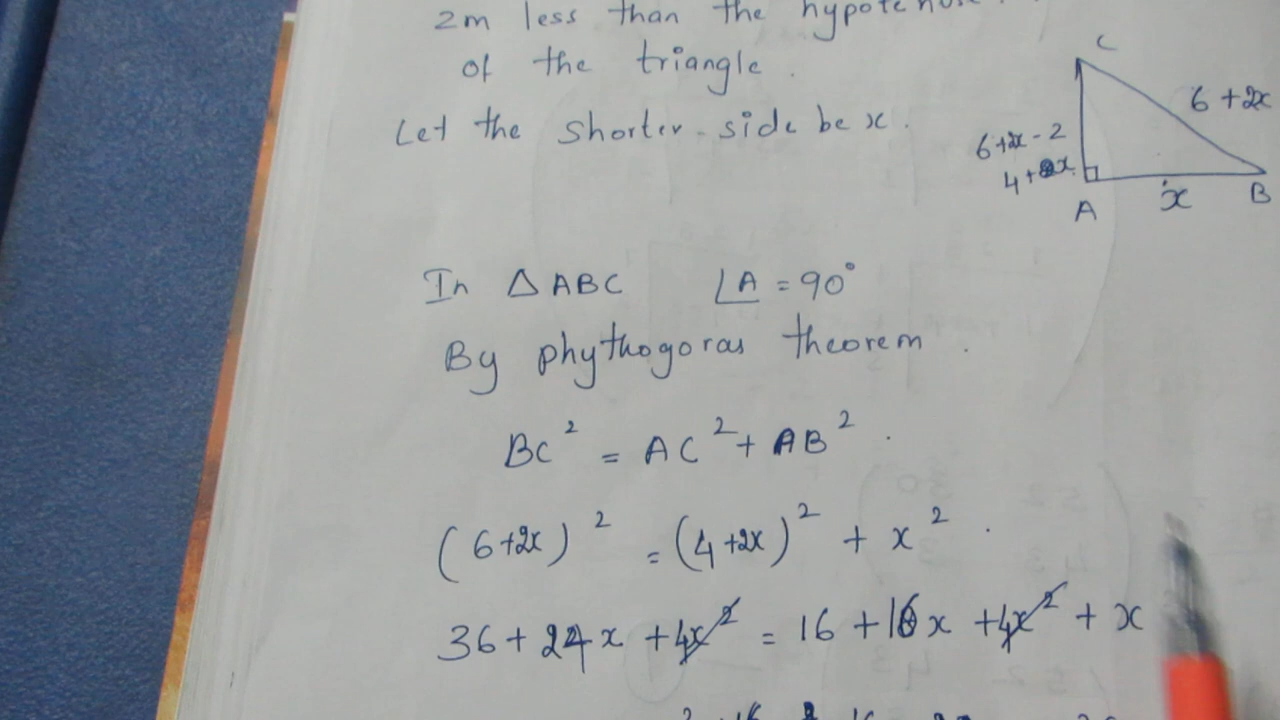 2m less than the hypotenuse
of the triangle.
Let the shorter side be x.
C
6+2x
6+2x-2
4+2x
A
x
B
In △ABC ∠A = 90°
By phythogoras theorem.
BC² = AC² + AB².
(6+2x)² = (4+2x)² + x².
36 + 24x + 4x² = 16 + 16x + 4x² + x